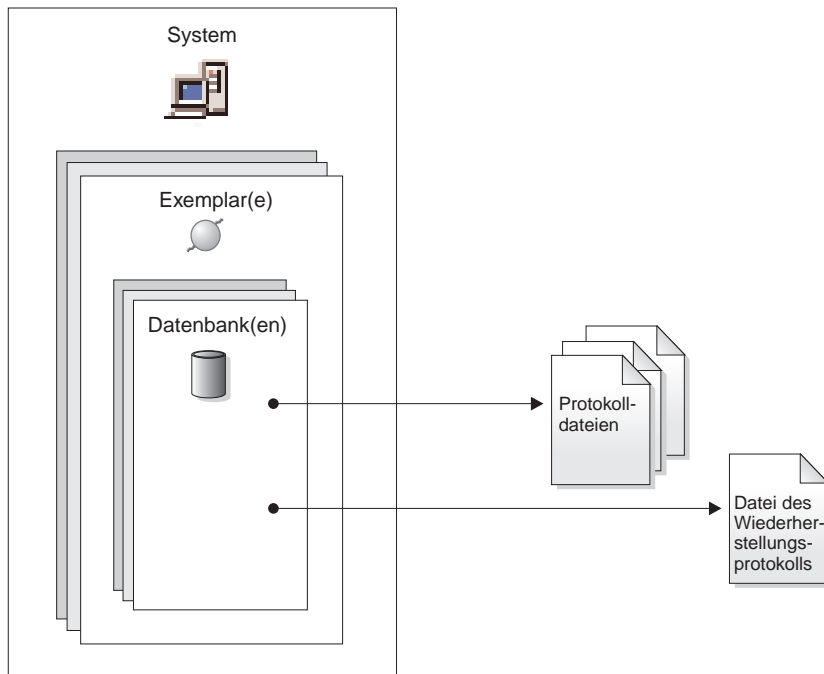 System
Exemplar(e)
Datenbank(en)
Protokoll-
dateien
Datei des
Wiederher-
stellungs-
protokolls